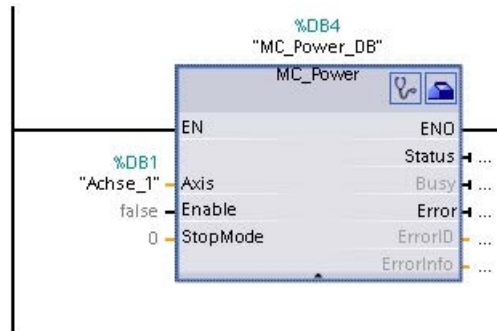 %DB4
"MC_Power_DB"
MC_Power
EN
ENO
%DB1
Status ...
"Achse_1" Axis
Busy ...
false Enable
Error ...
0 StopMode
ErrorID ...
ErrorInfo ...